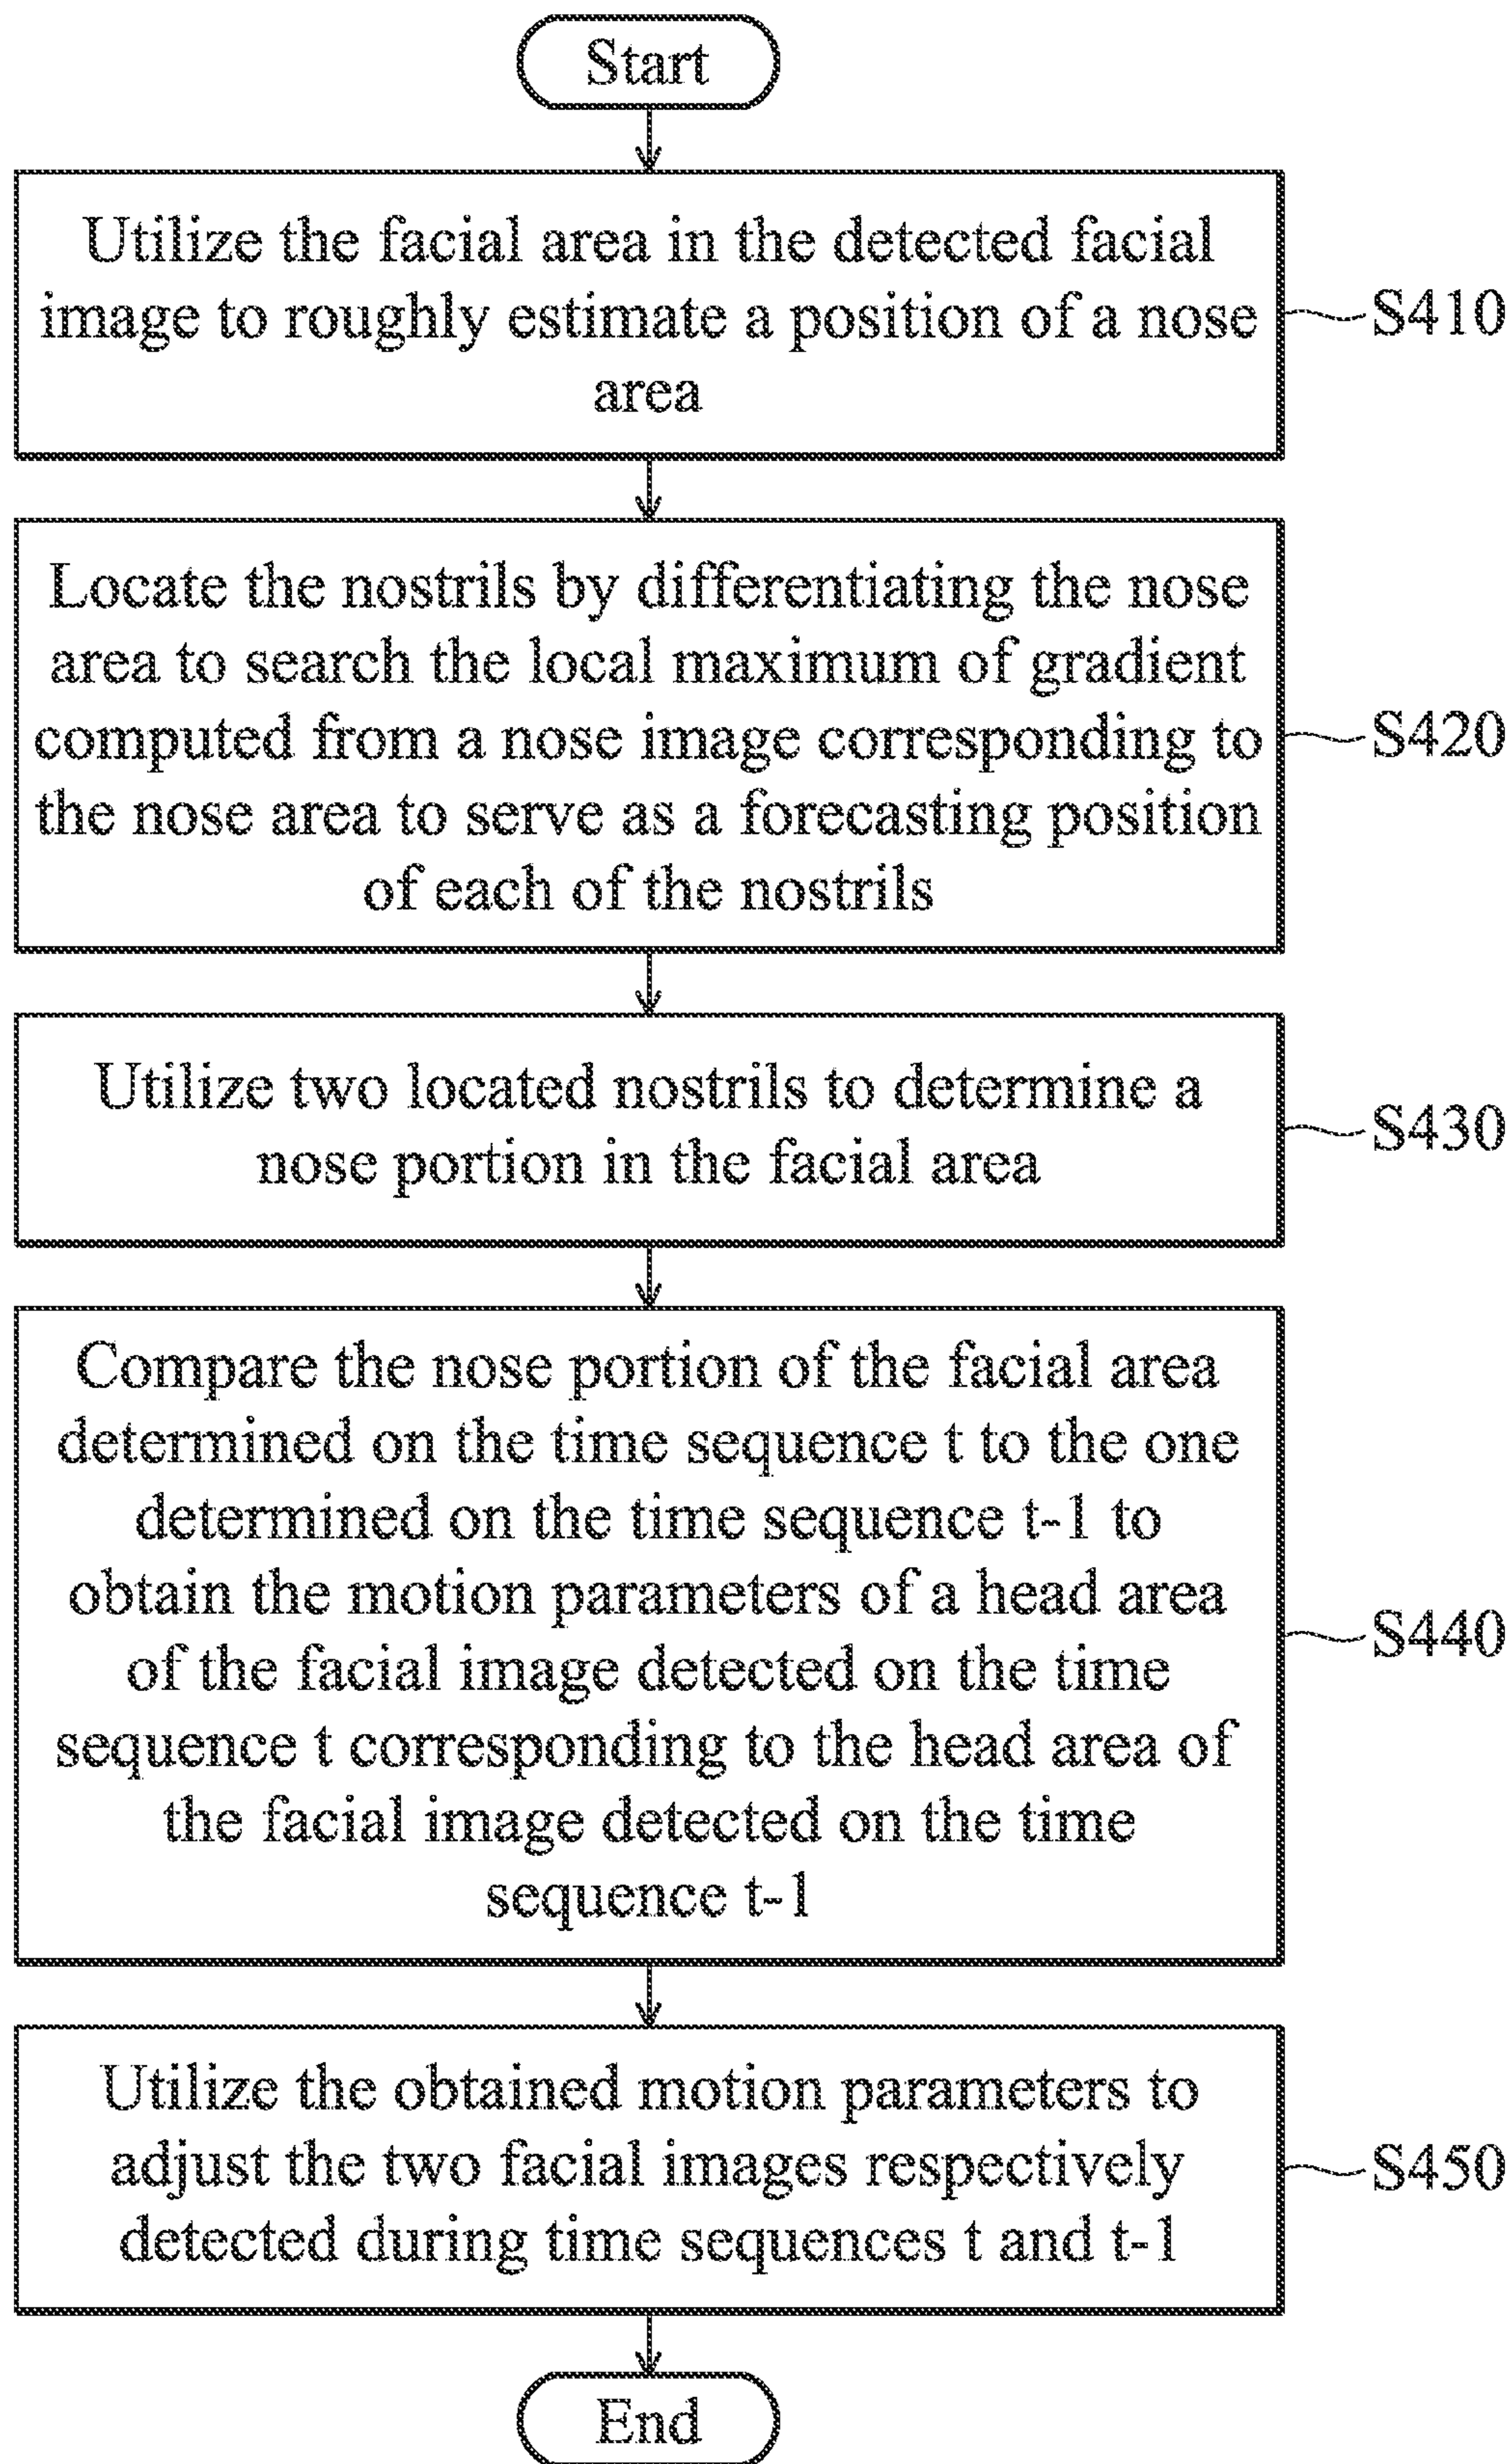 Start
Utilize the facial area in the detected facial
image to roughly estimate a position of a nose
area
S410
Locate the nostrils by differentiating the nose
area to search the local maximum of gradient
computed from a nose image corresponding to
the nose area to serve as a forecasting position
of each of the nostrils
S420
Utilize two located nostrils to determine a
nose portion in the facial area
S430
Compare the nose portion of the facial area
determined on the time sequence t to the one
determined on the time sequence t-1 to
obtain the motion parameters of a head area
of the facial image detected on the time
sequence t corresponding to the head area of
the facial image detected on the time
sequence t-1
S440
Utilize the obtained motion parameters to
adjust the two facial images respectively
detected during time sequences t and t-1
S450
End